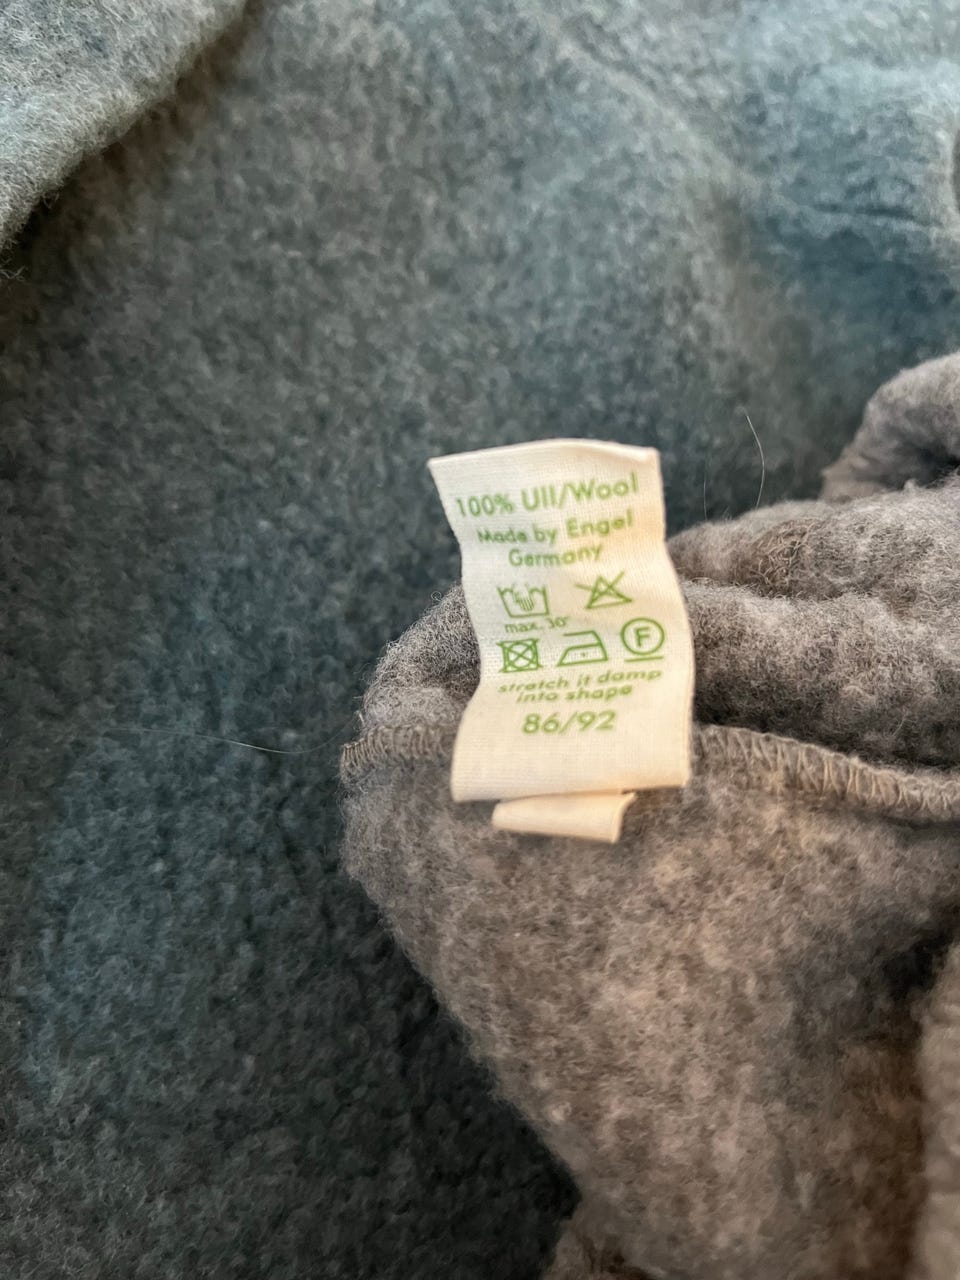 100% Ull/Wool
Made by Engel
Germany
max. 30°
F
stretch it damp
into shape
86/92